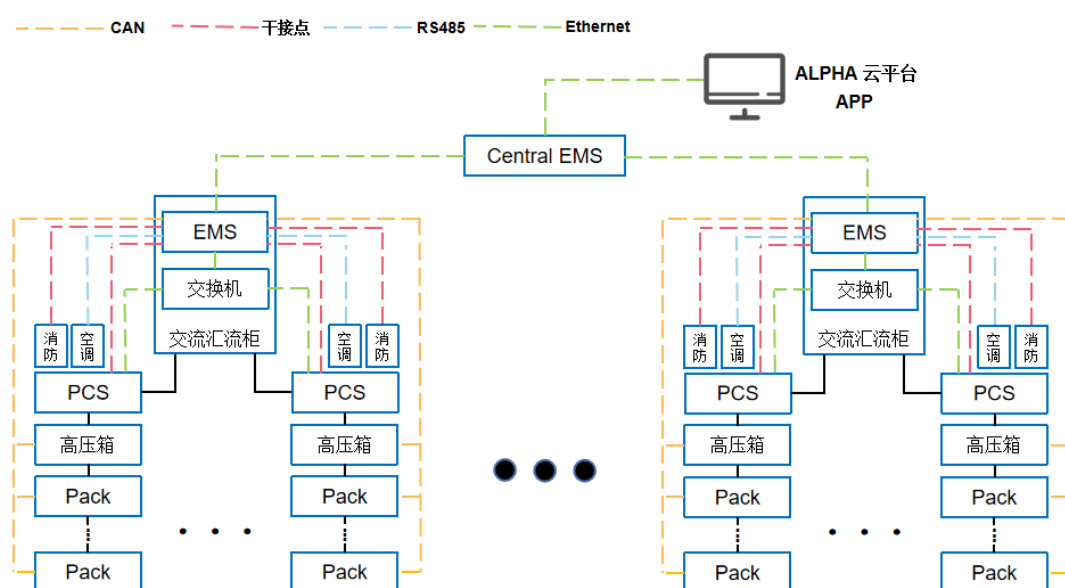 CAN
干接点
RS485
Ethernet
ALPHA 云平台
APP
Central EMS
EMS
交换机
交流汇流柜
消防
空调
空调
消防
PCS
PCS
高压箱
高压箱
Pack
Pack
Pack
Pack
EMS
交换机
交流汇流柜
消防
空调
空调
消防
PCS
PCS
高压箱
高压箱
Pack
Pack
Pack
Pack